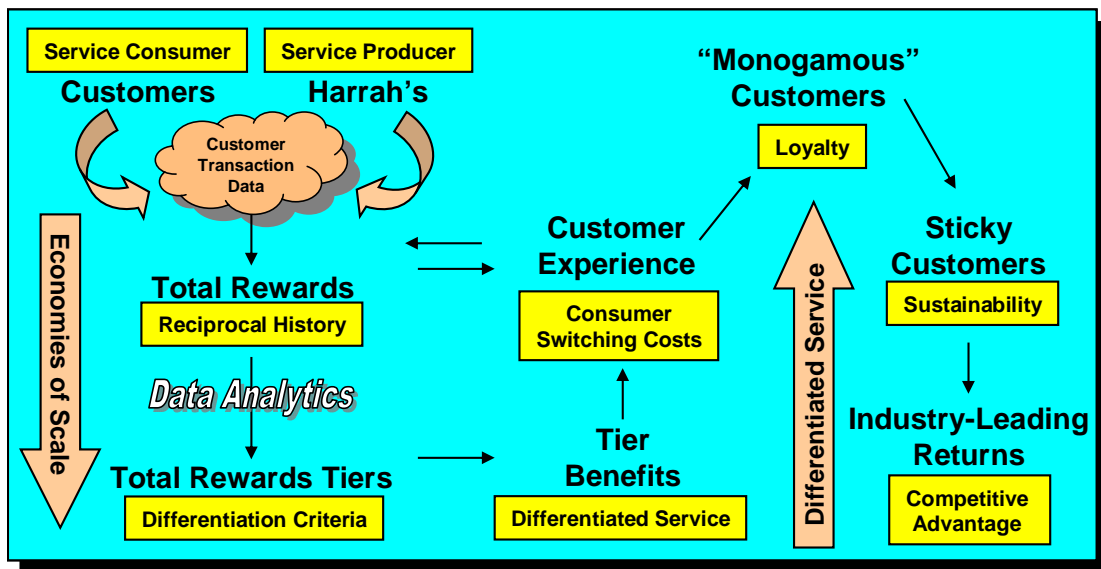 Service Consumer
Customers
Service Producer
Harrah's
Customer
Transaction
Data
Economies of Scale
Total Rewards
Reciprocal History
Data Analytics
Total Rewards Tiers
Differentiation Criteria
Customer
Experience
Consumer
Switching Costs
Tier
Benefits
Differentiated Service
“Monogamous”
Customers
Loyalty
Differentiated Service
Sticky
Customers
Sustainability
Industry-Leading
Returns
Competitive
Advantage